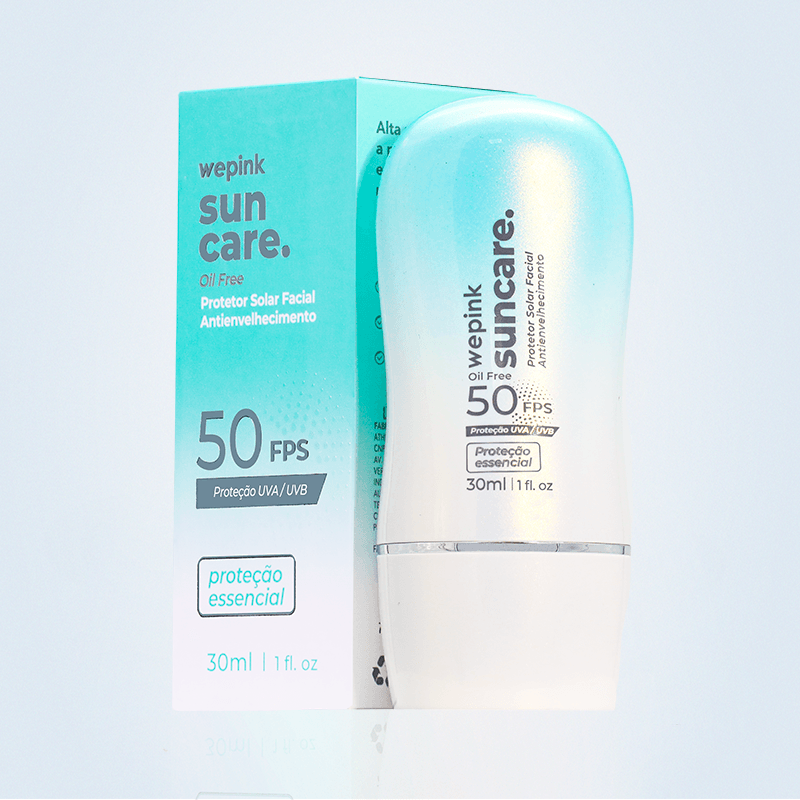 wepink
sun
care.
Oil Free
Protetor Solar Facial
Antienvelhecimento
50 FPS
Proteção UVA / UVB
proteção
essencial
30ml | 1 fl. oz
Alta
wepink
suncare.
Protetor Solar Facial
Antienvelhecimento
Oil Free
50 FPS
Proteção UVA / UVB
Proteção
essencial
30ml | 1 fl. oz